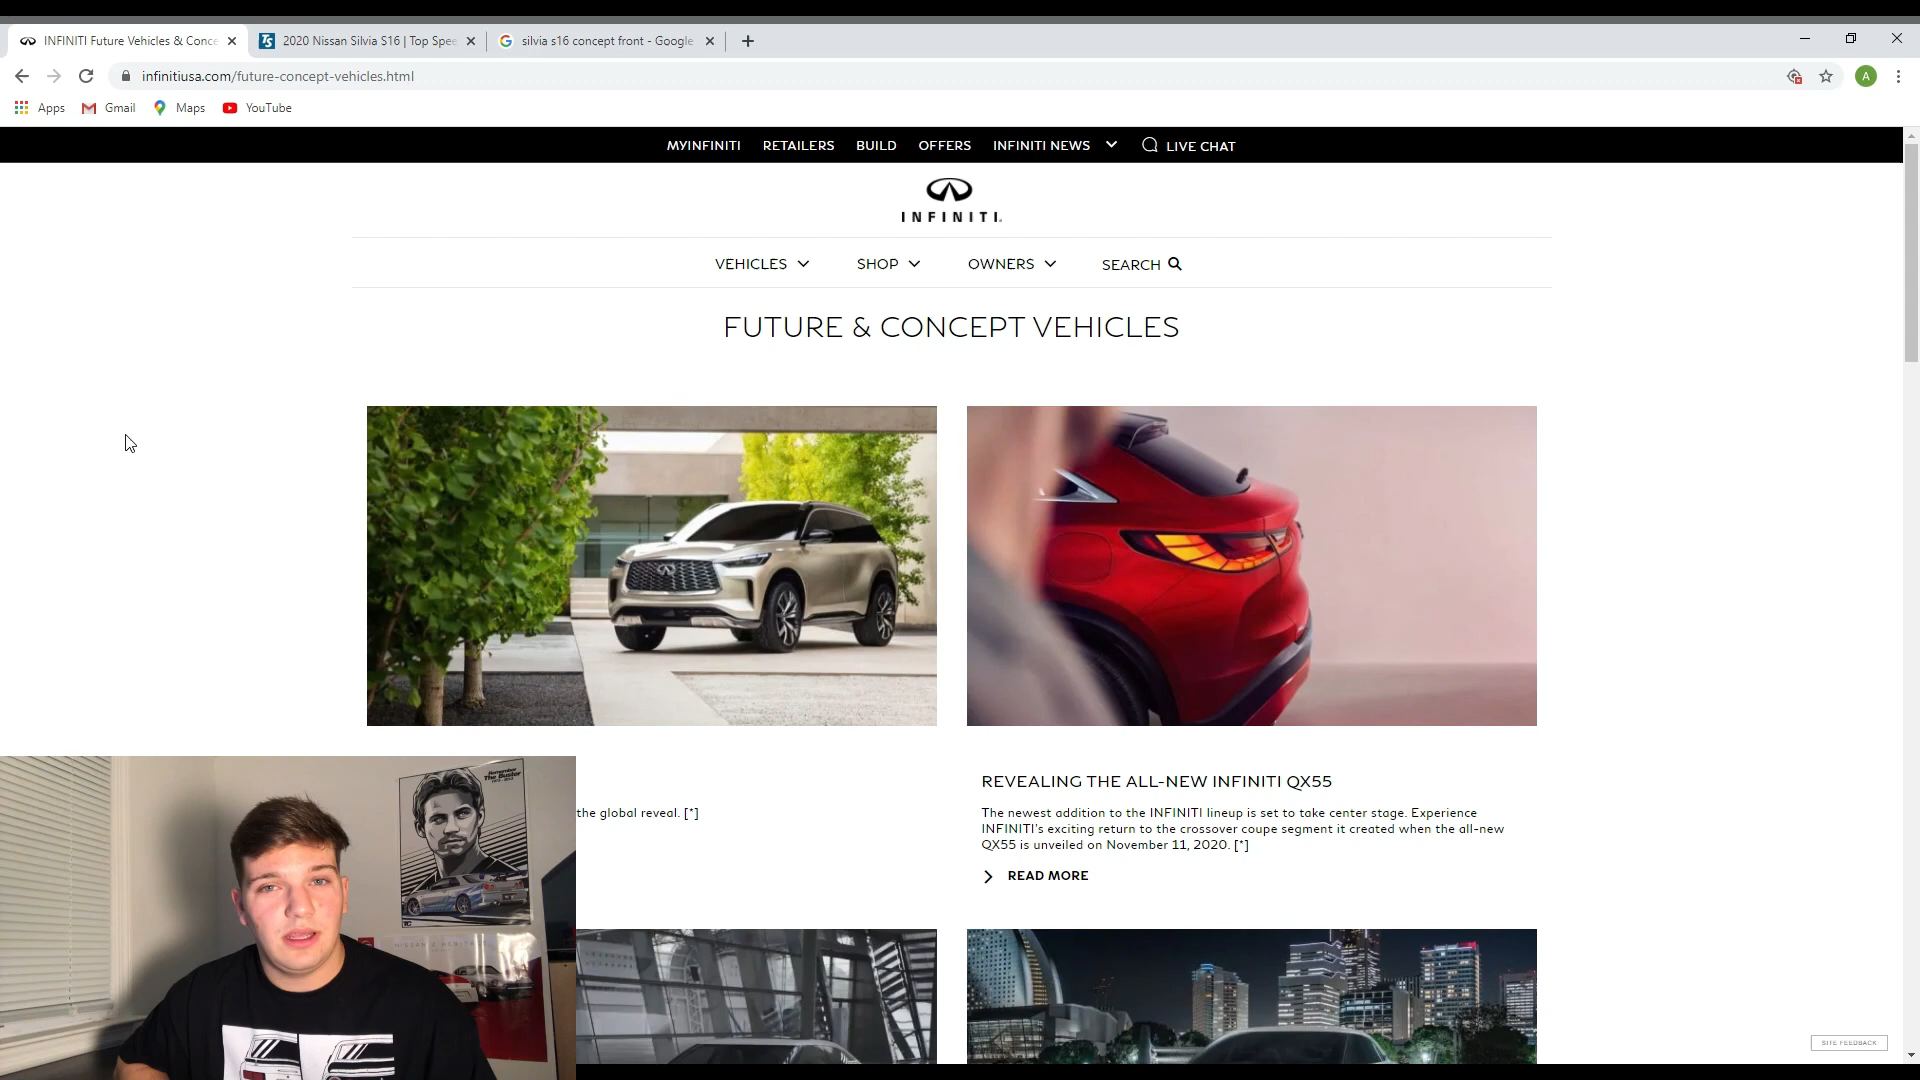 INFINITI Future Vehicles & Conce
2020 Nissan Silvia S16 | Top Spee
silvia s16 concept front - Google
infinitiusa.com/future-concept-vehicles.html
A
Apps
Gmail
Maps
YouTube
MYINFINITI
RETAILERS
BUILD
OFFERS
INFINITI NEWS
LIVE CHAT
INFINITI
VEHICLES
SHOP
OWNERS
SEARCH
FUTURE & CONCEPT VEHICLES
the global reveal. [*]
REVEALING THE ALL-NEW INFINITI QX55
The newest addition to the INFINITI lineup is set to take center stage. Experience
INFINITI's exciting return to the crossover coupe segment it created when the all-new
QX55 is unveiled on November 11, 2020. [*]
READ MORE
Remember
The Buster
SITE FEEDBACK